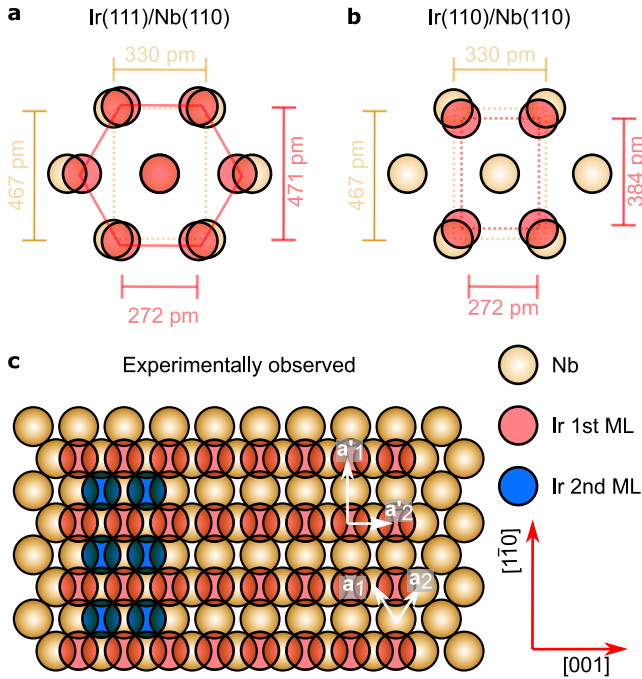 a
Ir(111)/Nb(110)
b
Ir(110)/Nb(110)
330 pm
330 pm
467 pm
471 pm
467 pm
384 pm
272 pm
272 pm
c
Experimentally observed
Nb
Ir 1st ML
Ir 2nd ML
a'1
a'2
a1
a2
[11̄0]
[001]